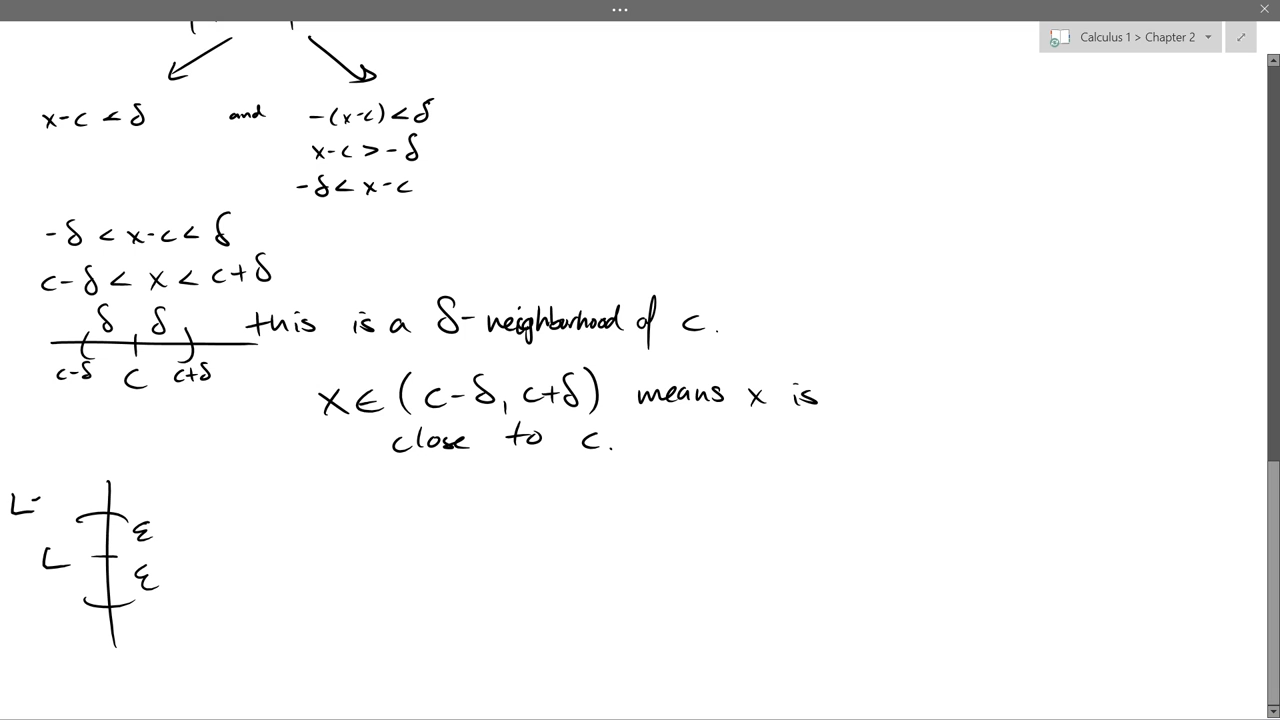 Calculus 1 > Chapter 2
x-c < δ and -(x-c) < δ
x-c > -δ
-δ < x-c
-δ < x-c < δ
c-δ < x < c+δ
δ δ this is a δ-neighborhood of c.
c-δ c c+δ
x ∈ (c-δ, c+δ) means x is
close to c.
L-
ε
L
ε